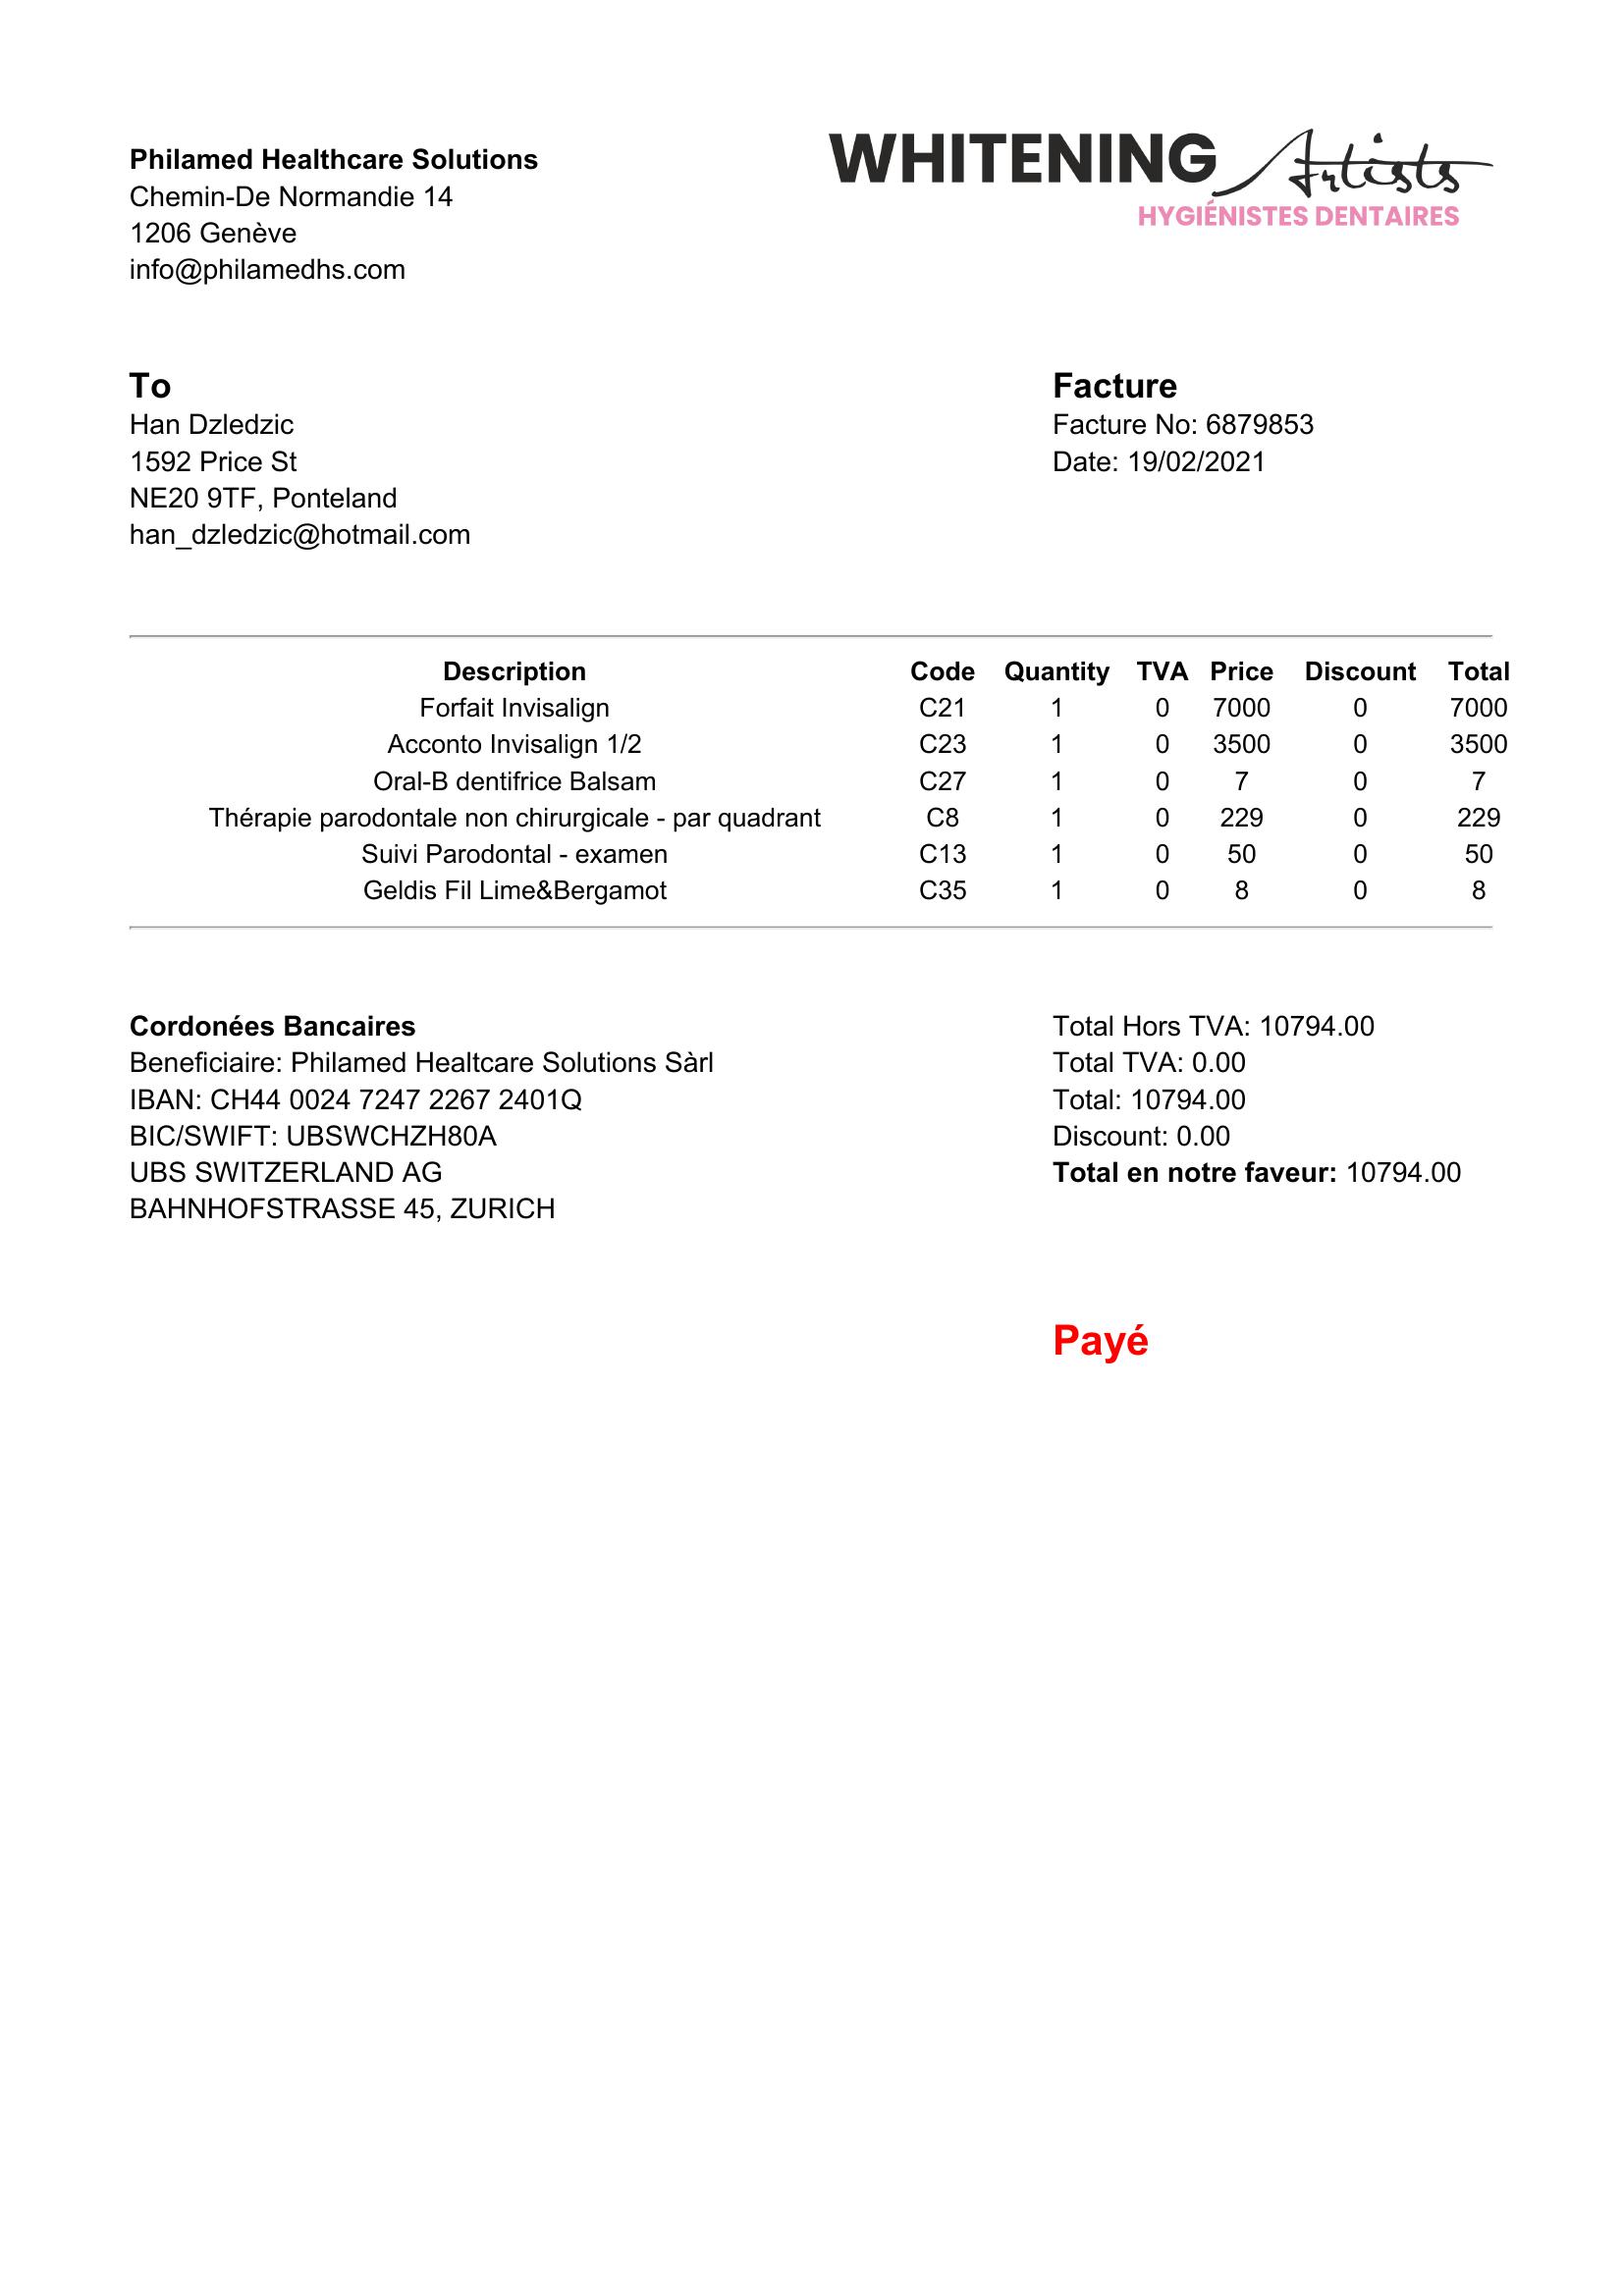 Philamed Healthcare Solutions
Chemin-De Normandie 14
1206 Genève
info@philamedhs.com
WHITENING Artists
HYGIÉNISTES DENTAIRES
To
Han Dzledzic
1592 Price St
NE20 9TF, Ponteland
han_dzledzic@hotmail.com
Facture
Facture No: 6879853
Date: 19/02/2021
Description Code Quantity TVA Price Discount Total
Forfait Invisalign C21 1 0 7000 0 7000
Acconto Invisalign 1/2 C23 1 0 3500 0 3500
Oral-B dentifrice Balsam C27 1 0 7 0 7
Thérapie parodontale non chirurgicale - par quadrant C8 1 0 229 0 229
Suivi Parodontal - examen C13 1 0 50 0 50
Geldis Fil Lime&Bergamot C35 1 0 8 0 8
Cordonées Bancaires
Beneficiaire: Philamed Healtcare Solutions Sàrl
IBAN: CH44 0024 7247 2267 2401Q
BIC/SWIFT: UBSWCHZH80A
UBS SWITZERLAND AG
BAHNHOFSTRASSE 45, ZURICH
Total Hors TVA: 10794.00
Total TVA: 0.00
Total: 10794.00
Discount: 0.00
Total en notre faveur: 10794.00
Payé